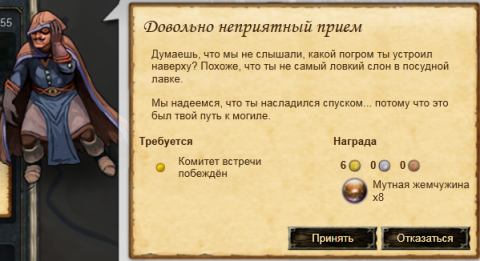 55
Довольно неприятный прием
Думаешь, что мы не слышали, какой погром ты устроил
наверху? Похоже, что ты не самый ловкий слон в посудной
лавке.
Мы надеемся, что ты насладился спуском... потому что это
был твой путь к могиле.
Требуется
Комитет встречи
побеждён
Награда
6 0 0
Мутная жемчужина
x8
Принять
Отказаться